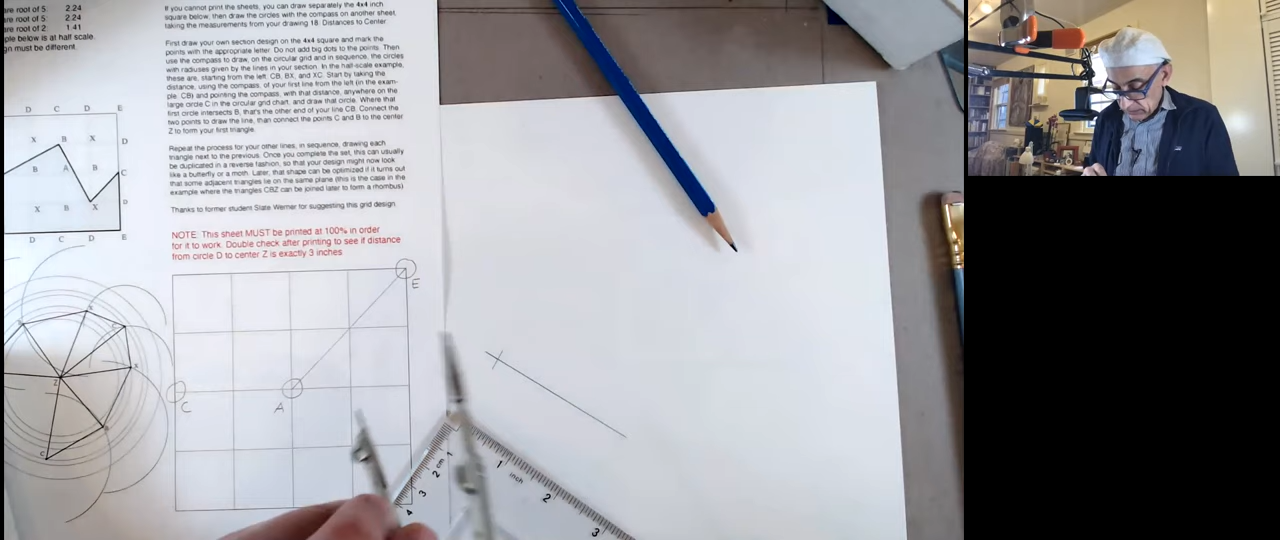 are root of 5: 2.24
are root of 5: 2.24
are root of 2: 1.41
ple below is at half scale.
gn must be different.
D C D E
X B X D
B A B C
X B X D
D C D E
If you cannot print the sheets, you can draw separately the 4x4 inch
square below, then draw the circles with the compass on another sheet,
taking the measurements from your drawing 18: Distances to Center
First draw your own section design on the 4x4 square and mark the
points with the appropriate letter. Do not add big dots to the points. Then
use the compass to draw, on the circular grid and in sequence, the circles
with radiuses given by the lines in your section. In the half-scale example,
these are, starting from the left: CB, BX, and XC. Start by taking the
distance, using the compass, of your first line from the left (in the exam-
ple: CB) and pointing the compass, with that distance, anywhere on the
large circle C in the circular grid chart, and draw that circle. Where that
first circle intersects B, that's the other end of your line CB. Connect the
two points to draw the line, than connect the points C and B to the center
Z to form your first triangle.
Repeat the process for your other lines, in sequence, drawing each
triangle next to the previous. Once you complete the set, this can usually
be duplicated in a reverse fashion, so that your design might now look
like a butterfly or a moth. Later, that shape can be optimized if it turns out
that some adjacent triangles lie on the same plane (this is the case in the
example where the triangles CBZ can be joined later to form a rhombus)
Thanks to former student Slate Werner for suggesting this grid design
NOTE: This sheet MUST be printed at 100% in order
for it to work. Double check after printing to see if distance
from circle D to center Z is exactly 3 inches
E
C A
Z
4 3 2 cm 1
1 inch 2 3